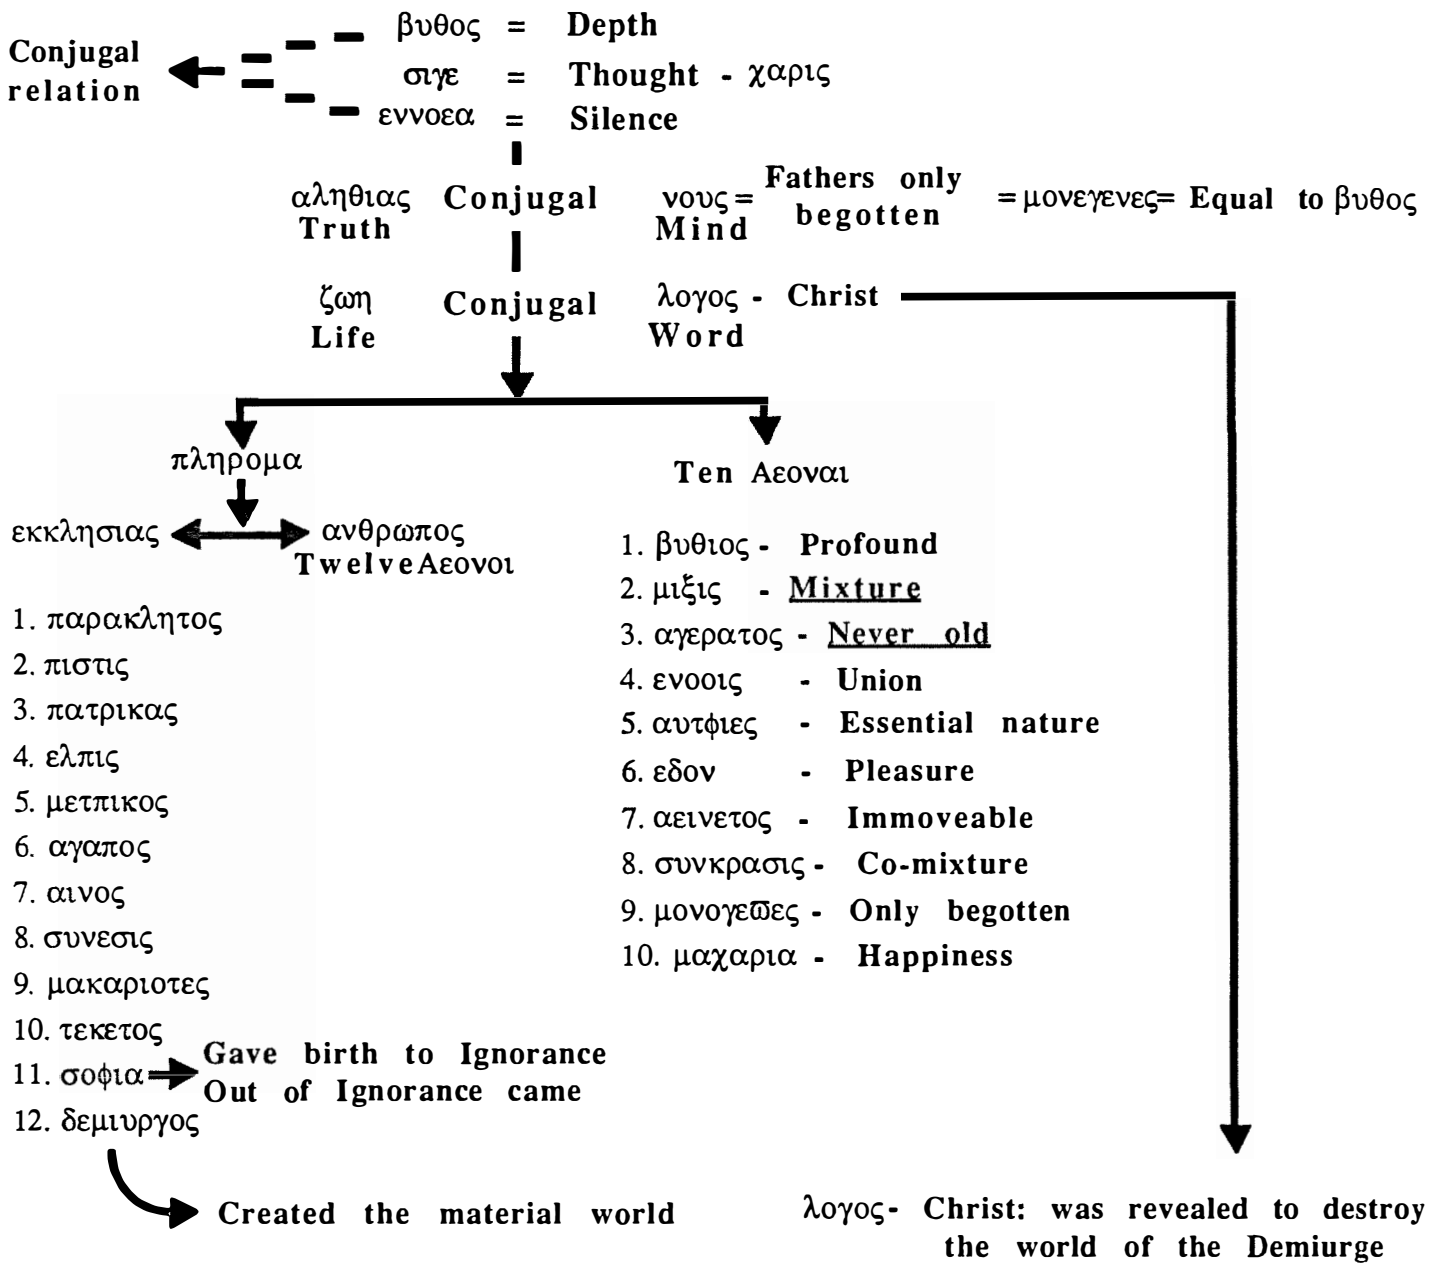 βυθος = Depth
Conjugal relation
σιγε = Thought - χαρις
εννοεα = Silence
αληθιας Conjugal νους = Fathers only begotten = μονεγενες = Equal to βυθος
Truth Mind
ζωη Conjugal λογος - Christ
Life Word
πληρομα
Ten Αεοναι
εκκλησιας ανθρωπος
Twelve Αεονοι
1. παρακλητος
2. πιστις
3. πατρικας
4. ελπις
5. μετπικος
6. αγαπος
7. αινος
8. συνεσις
9. μακαριοτες
10. τεκετος
11. σοφια
Gave birth to Ignorance
Out of Ignorance came
12. δεμιυργος
Created the material world
1. βυθιος - Profound
2. μιξις - Mixture
3. αγερατος - Never old
4. ενοοις - Union
5. αυτφιες - Essential nature
6. εδον - Pleasure
7. αεινετος - Immoveable
8. συνκρασις - Co-mixture
9. μονογεϖες - Only begotten
10. μαχαρια - Happiness
λογος - Christ: was revealed to destroy
the world of the Demiurge